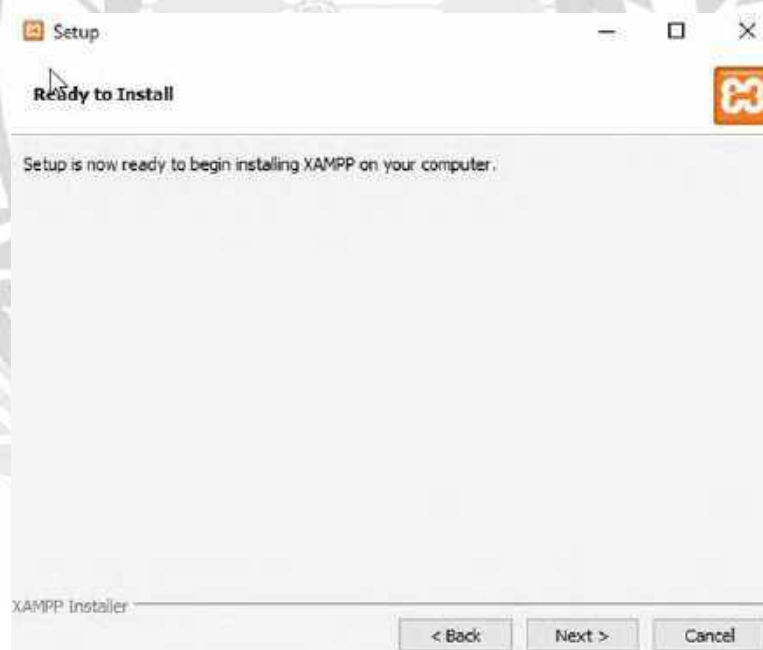 Setup
Ready to Install
Setup is now ready to begin installing XAMPP on your computer.
XAMPP Installer
< Back Next > Cancel